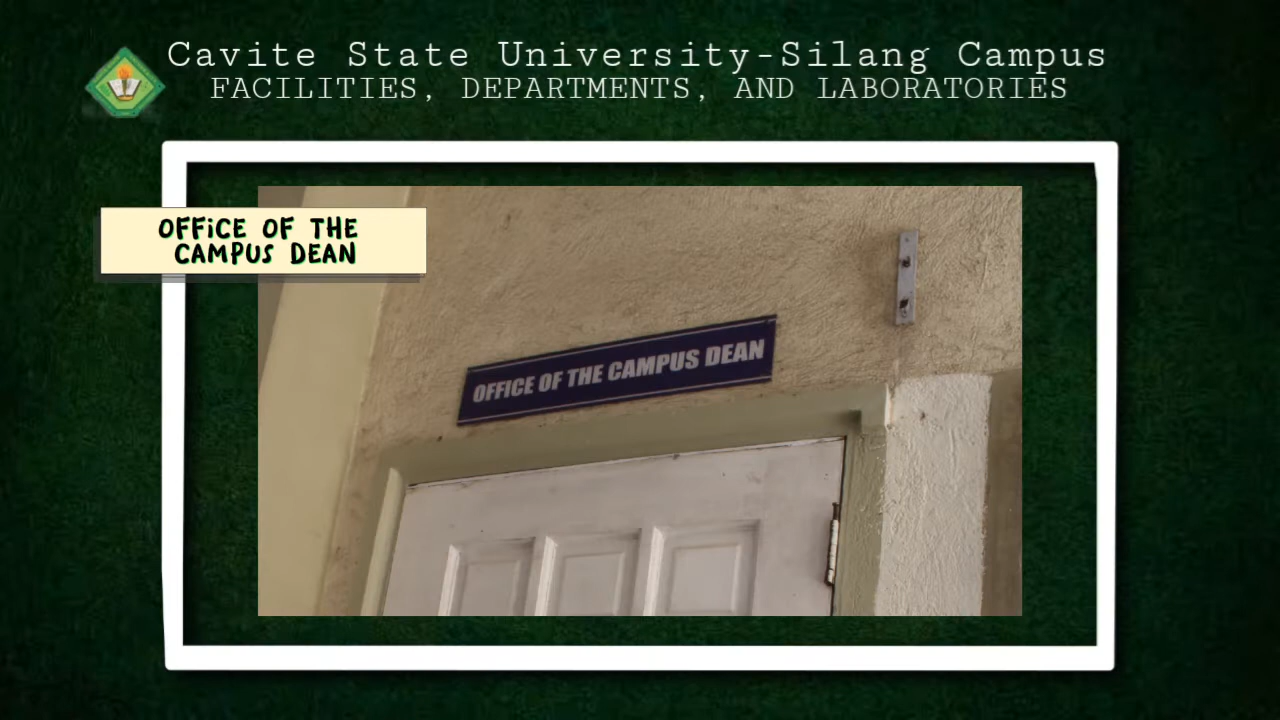 Cavite State University-Silang Campus
FACILITIES, DEPARTMENTS, AND LABORATORIES
OFFiCE OF THE
CAMPUS DEAN
OFFICE OF THE CAMPUS DEAN